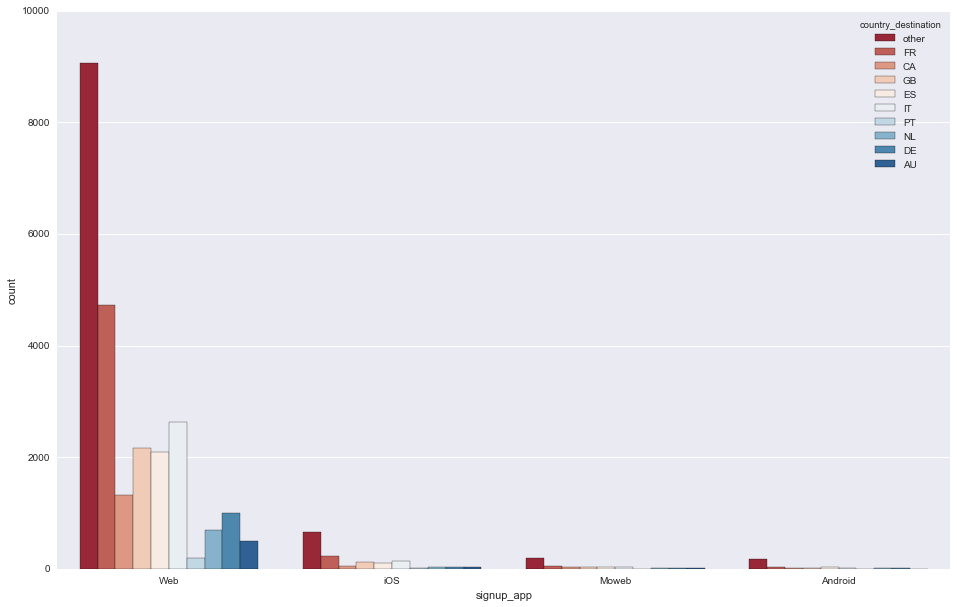 10000
8000
6000
4000
2000
0
count
country_destination
other
FR
CA
GB
ES
IT
PT
NL
DE
AU
Web
iOS
Moweb
Android
signup_app